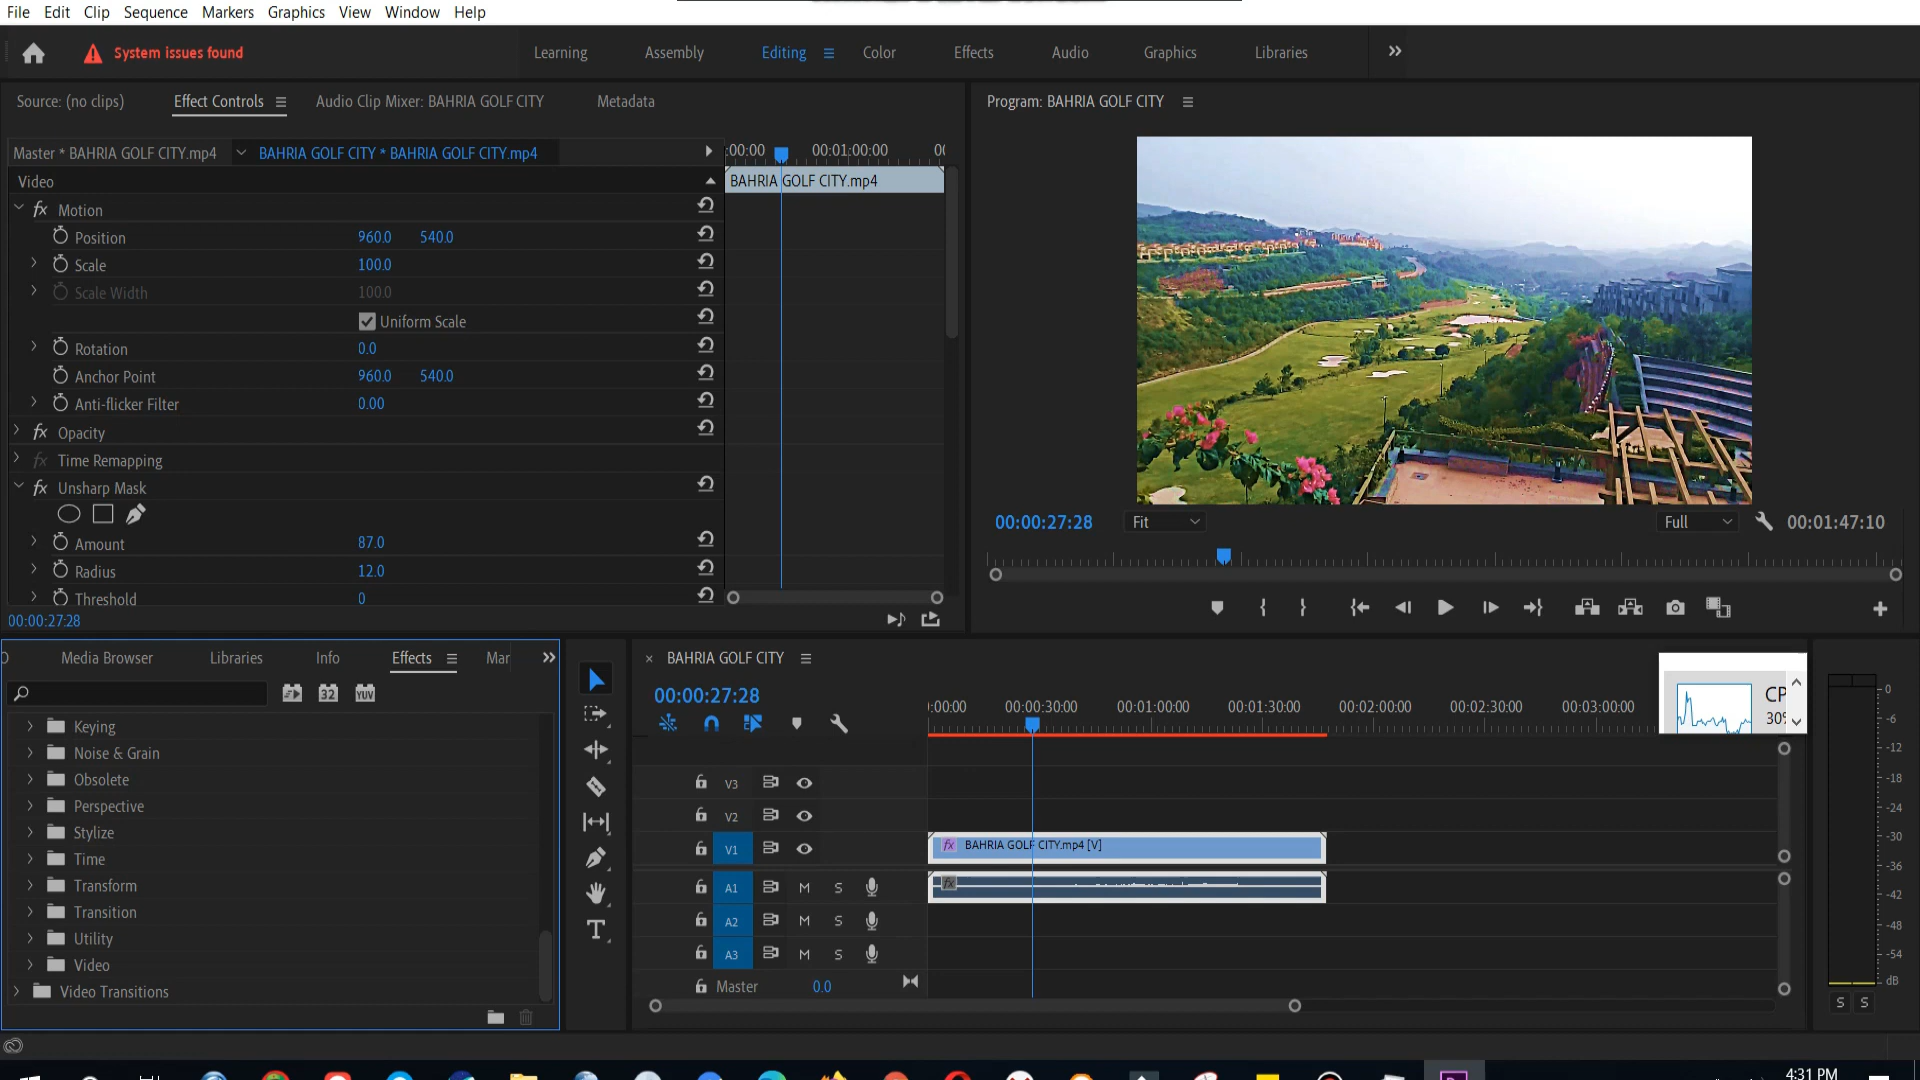 File Edit Clip Sequence Markers Graphics View Window Help
System issues found
Learning Assembly Editing Color Effects Audio Graphics Libraries
Source: (no clips) Effect Controls Audio Clip Mixer: BAHRIA GOLF CITY Metadata
Program: BAHRIA GOLF CITY
Master * BAHRIA GOLF CITY.mp4 BAHRIA GOLF CITY * BAHRIA GOLF CITY.mp4
:00:00 00:01:00:00
Video BAHRIA GOLF CITY.mp4
fx Motion
Position 960.0 540.0
Scale 100.0
Scale Width 100.0
Uniform Scale
Rotation 0.0
Anchor Point 960.0 540.0
Anti-flicker Filter 0.00
fx Opacity
fx Time Remapping
fx Unsharp Mask
Amount 87.0
Radius 12.0
Threshold 0
00:00:27:28
00:00:27:28 Fit Full 00:01:47:10
Media Browser Libraries Info Effects Mar
32 YUV
Keying
Noise & Grain
Obsolete
Perspective
Stylize
Time
Transform
Transition
Utility
Video
Video Transitions
BAHRIA GOLF CITY
00:00:27:28
:00:00 00:00:30:00 00:01:00:00 00:01:30:00 00:02:00:00 00:02:30:00 00:03:00:00
CP
30%
V3
V2
V1 fx BAHRIA GOLF CITY.mp4 [V]
A1 M S fx
A2 M S
A3 M S
Master 0.0
0
-6
-12
-18
-24
-30
-36
-42
-48
-54
dB
S S
4:31 PM